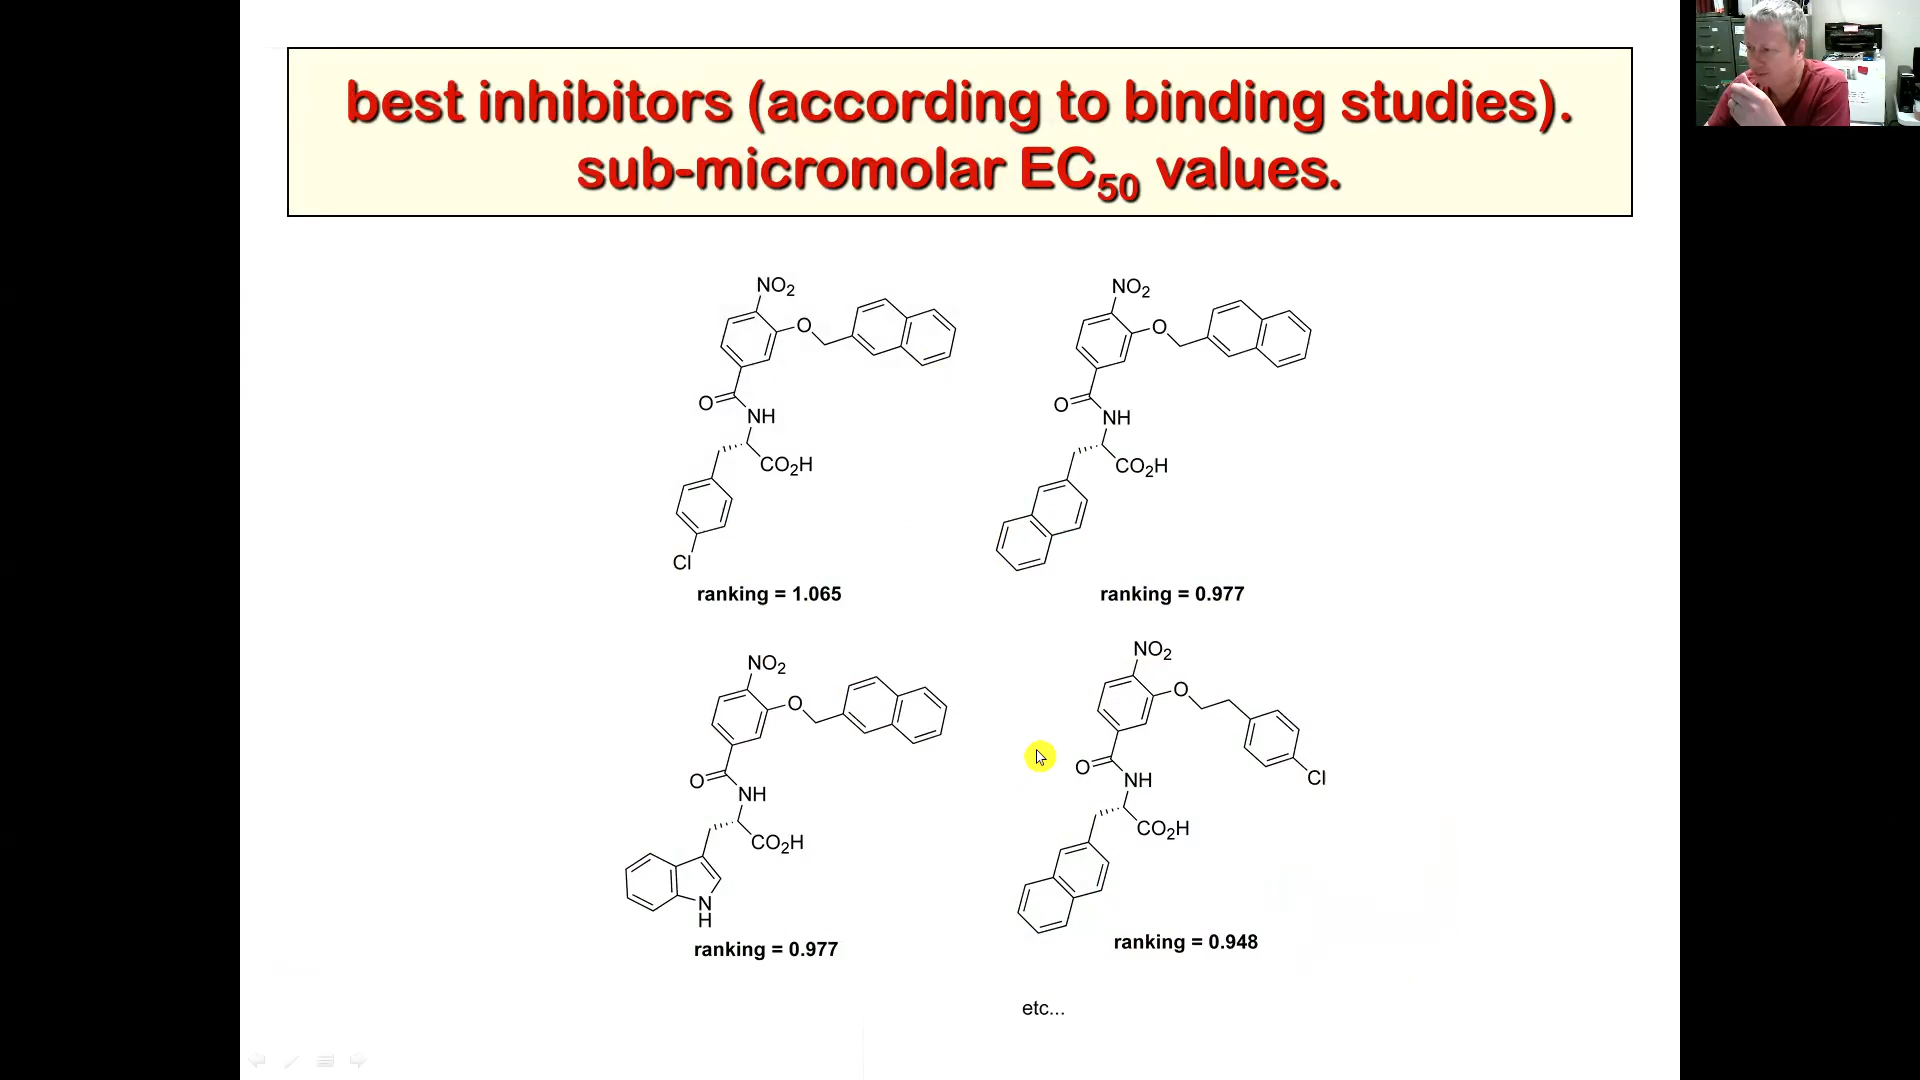 best inhibitors (according to binding studies).
sub-micromolar EC₅₀ values.
NO₂
O
O
NH
CO₂H
Cl
ranking = 1.065
NO₂
O
O
NH
CO₂H
ranking = 0.977
NO₂
O
O
NH
CO₂H
N
H
ranking = 0.977
NO₂
O
Cl
O
NH
CO₂H
ranking = 0.948
etc...